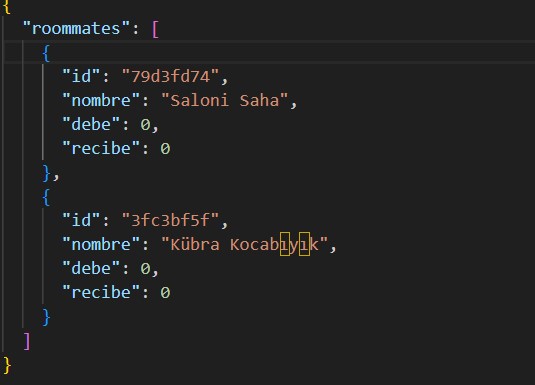 {
"roommates": [
{
"id": "79d3fd74",
"nombre": "Saloni Saha",
"debe": 0,
"recibe": 0
},
{
"id": "3fc3bf5f",
"nombre": "Kübra Kocabıyık",
"debe": 0,
"recibe": 0
}
]
}